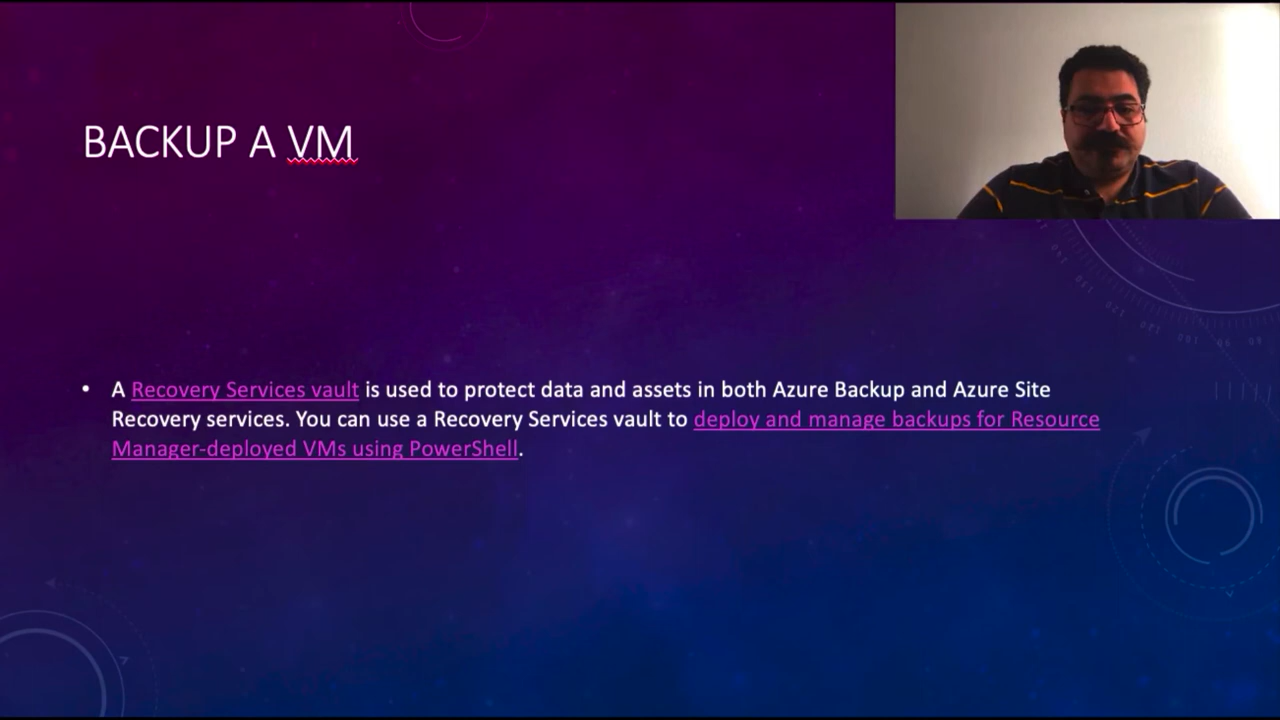 BACKUP A VM
• A Recovery Services vault is used to protect data and assets in both Azure Backup and Azure Site
Recovery services. You can use a Recovery Services vault to deploy and manage backups for Resource
Manager-deployed VMs using PowerShell.